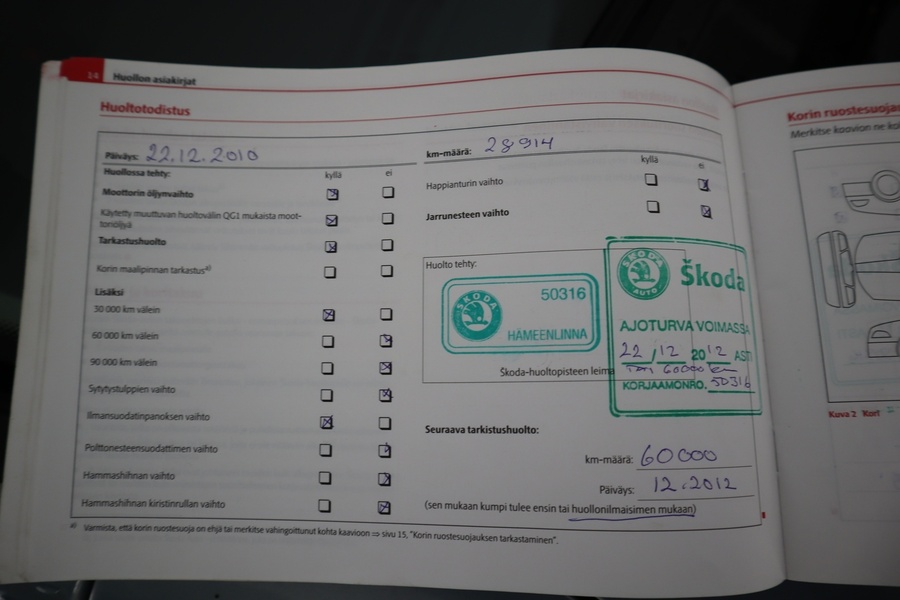 14 Huollon asiakirjat
Huoltotodistus
Päiväys: 22.12.2010
Huollossa tehty: kyllä ei
Moottorin öljynvaihto
Käytetty muuttuvan huoltovälin QG1 mukaista moot-
toriöljyä
Tarkastushuolto
Korin maalipinnan tarkastus a)
Lisäksi
30 000 km välein
60 000 km välein
90 000 km välein
Sytytystulppien vaihto
Ilmansuodatinpanoksen vaihto
Polttonesteensuodattimen vaihto
Hammashihnan vaihto
Hammashihnan kiristinrullan vaihto
km-määrä: 28914
kyllä ei
Happianturin vaihto
Jarrunesteen vaihto
Huolto tehty:
ŠKODA
50316
HÄMEENLINNA
Škoda-huoltopisteen leima
ŠKODA
AUTO
Škoda
AJOTURVA VOIMASSA
22/12 2012 ASTI
TAI 60000 km
KORJAAMONRO. 50316
Seuraava tarkistushuolto:
km-määrä: 60000
Päiväys: 12.2012
(sen mukaan kumpi tulee ensin tai huollonilmaisimen mukaan)
a) Varmista, että korin ruostesuoja on ehjä tai merkitse vahingoittunut kohta kaavioon ⇒ sivu 15, "Korin ruostesuojauksen tarkastaminen".
Korin ruostesuoja
Merkitse kaavion ne
Kuva 2 Kori